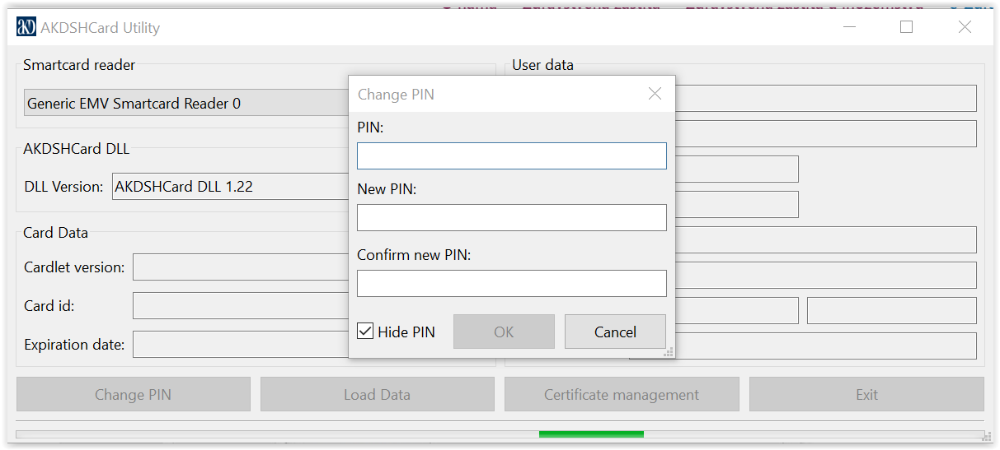 AKD AKDSHCard Utility
Smartcard reader
Generic EMV Smartcard Reader 0
AKDSHCard DLL
DLL Version: AKDSHCard DLL 1.22
Card Data
Cardlet version:
Card id:
Expiration date:
User data
Change PIN
PIN:
New PIN:
Confirm new PIN:
Hide PIN OK Cancel
Change PIN Load Data Certificate management Exit